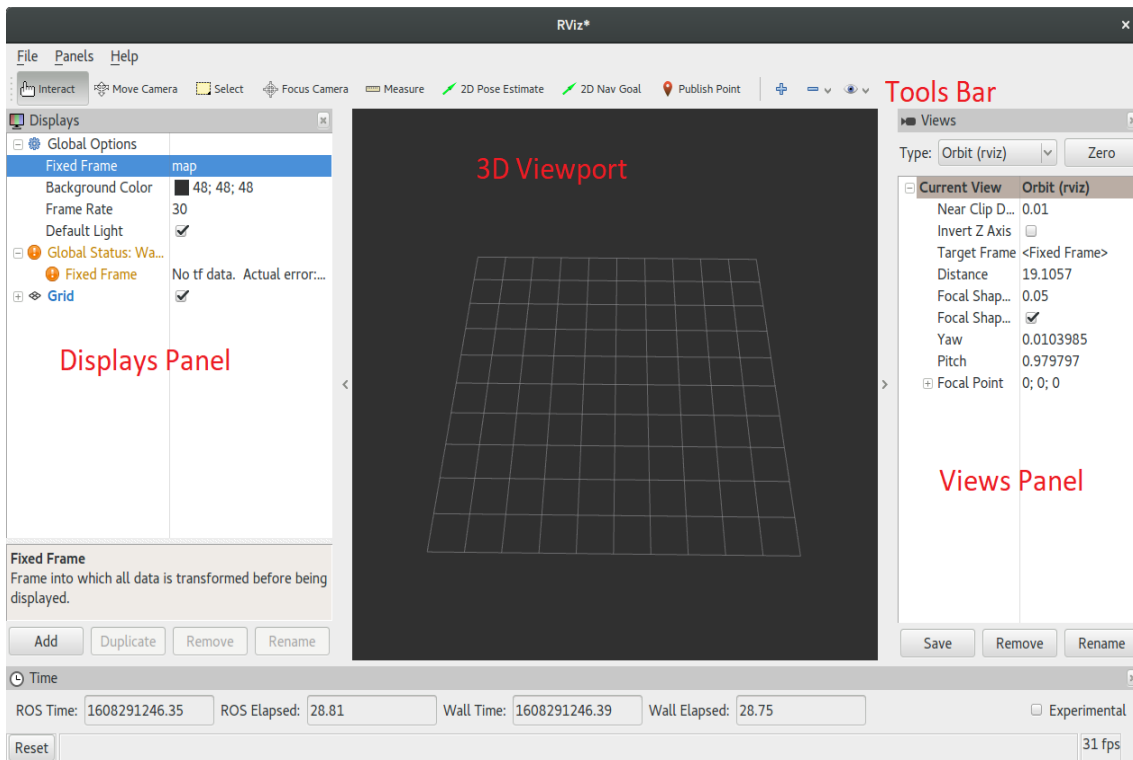 RViz*
File Panels Help
Interact Move Camera Select Focus Camera Measure 2D Pose Estimate 2D Nav Goal Publish Point
Tools Bar
Displays
Global Options
Fixed Frame map
Background Color 48; 48; 48
Frame Rate 30
Default Light
Global Status: Wa...
Fixed Frame No tf data. Actual error:...
Grid
Displays Panel
Fixed Frame
Frame into which all data is transformed before being
displayed.
Add Duplicate Remove Rename
3D Viewport
Views
Type: Orbit (rviz) Zero
Current View Orbit (rviz)
Near Clip D... 0.01
Invert Z Axis
Target Frame <Fixed Frame>
Distance 19.1057
Focal Shap... 0.05
Focal Shap...
Yaw 0.0103985
Pitch 0.979797
Focal Point 0; 0; 0
Views Panel
Save Remove Rename
Time
ROS Time: 1608291246.35 ROS Elapsed: 28.81 Wall Time: 1608291246.39 Wall Elapsed: 28.75 Experimental
Reset 31 fps